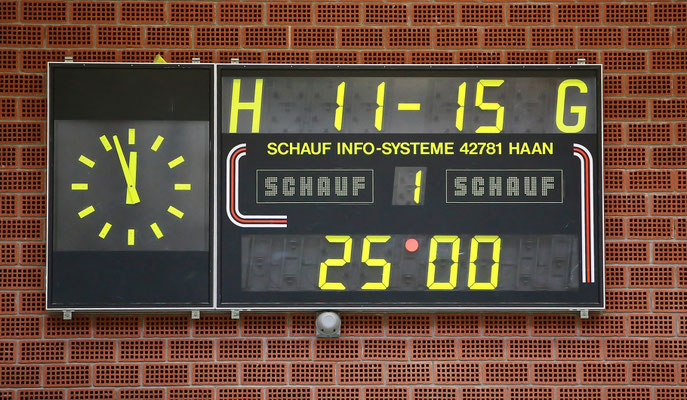 H 11-15 G
SCHAUF INFO-SYSTEME 42781 HAAN
SCHAUF 1 SCHAUF
25 00